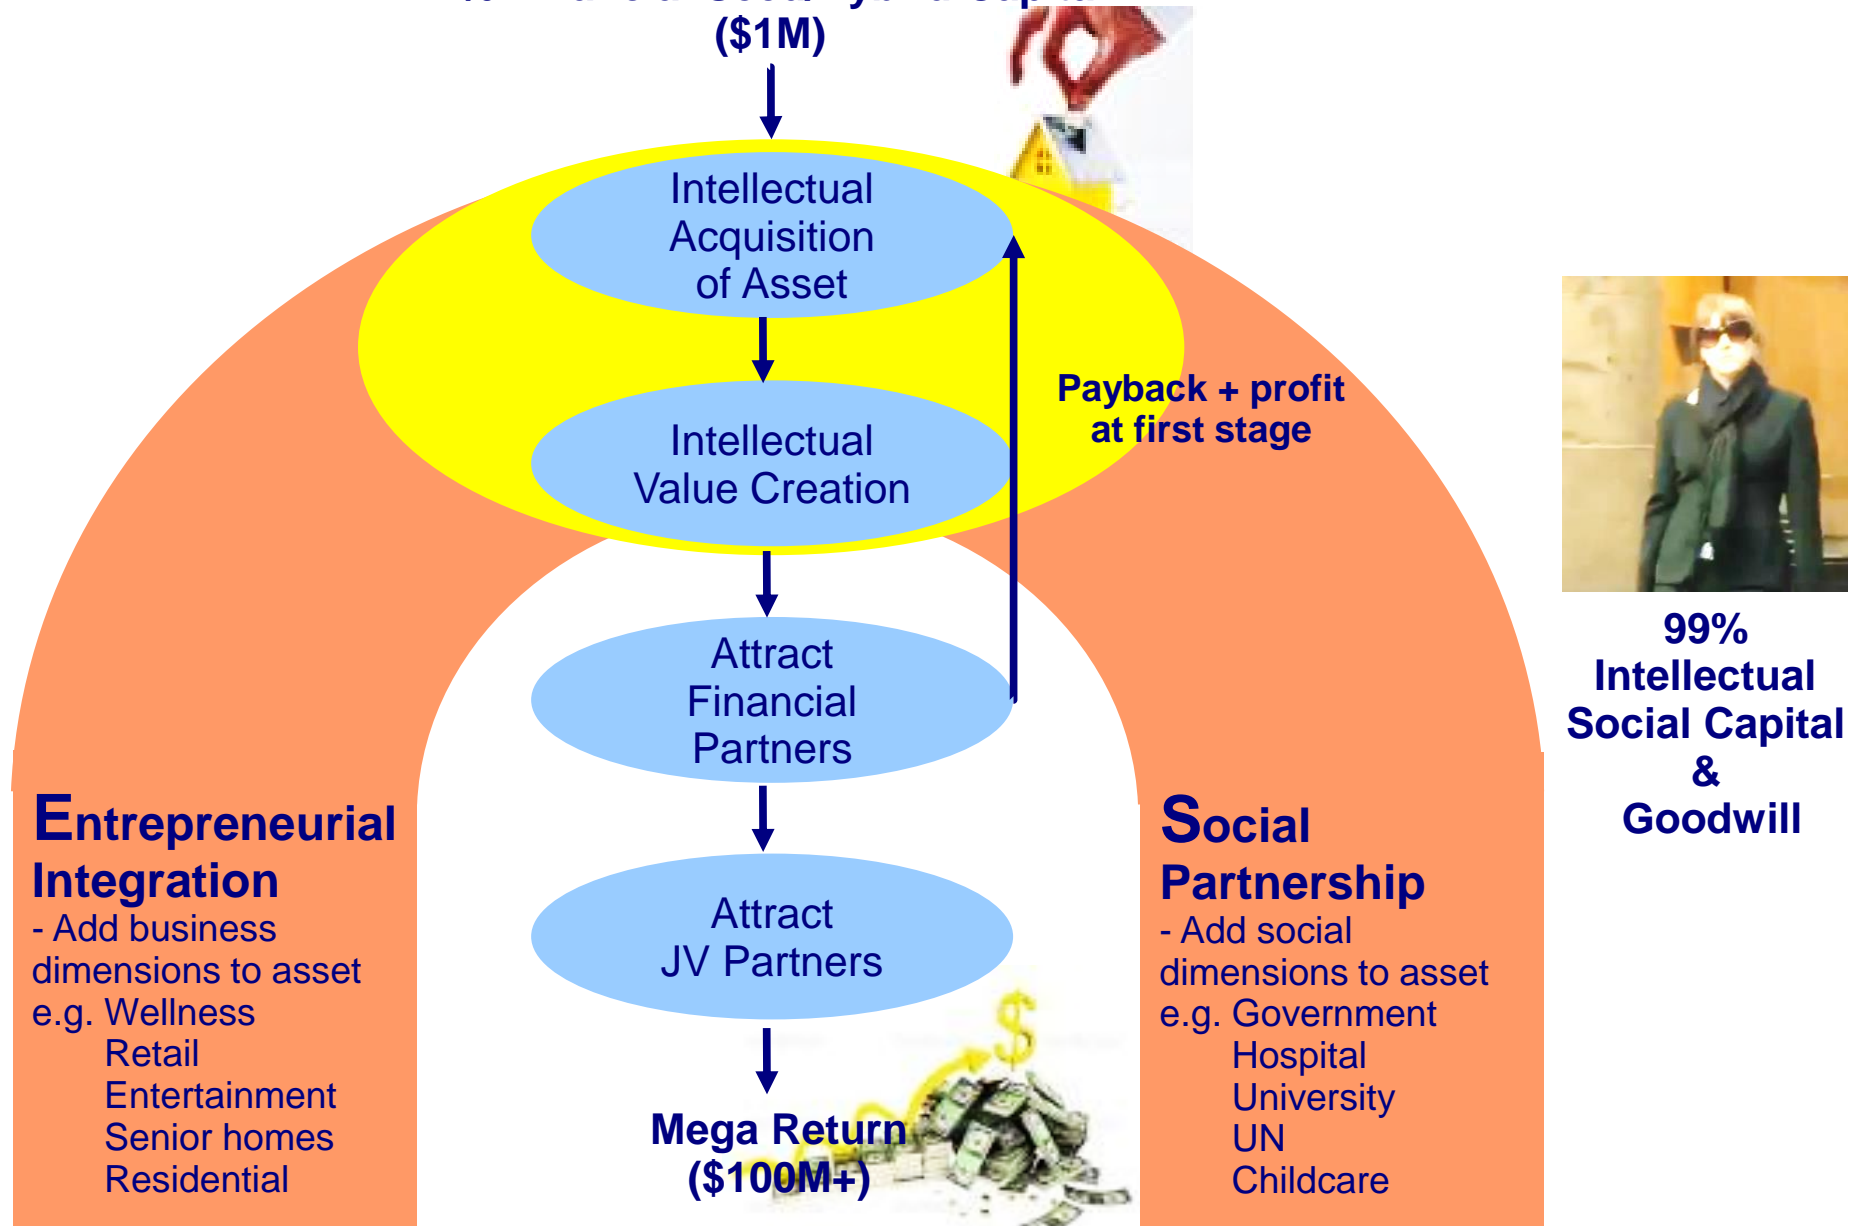 ($1M)
Intellectual
Acquisition
of Asset
Payback + profit
at first stage
Intellectual
Value Creation
Attract
Financial
Partners
99%
Intellectual
Social Capital
&
Goodwill
Entrepreneurial
Integration
- Add business
dimensions to asset
e.g. Wellness
Retail
Entertainment
Senior homes
Residential
Attract
JV Partners
Mega Return
($100M+)
Social
Partnership
- Add social
dimensions to asset
e.g. Government
Hospital
University
UN
Childcare
$